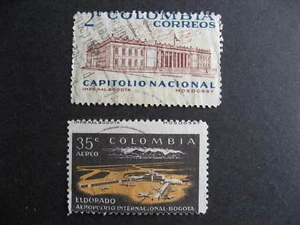 2 COLOMBIA
CORREOS
CAPITOLIO NACIONAL
35c COLOMBIA
AEREO
ELDORADO
AEROPUERTO INTERNACIONAL-BOGOTA